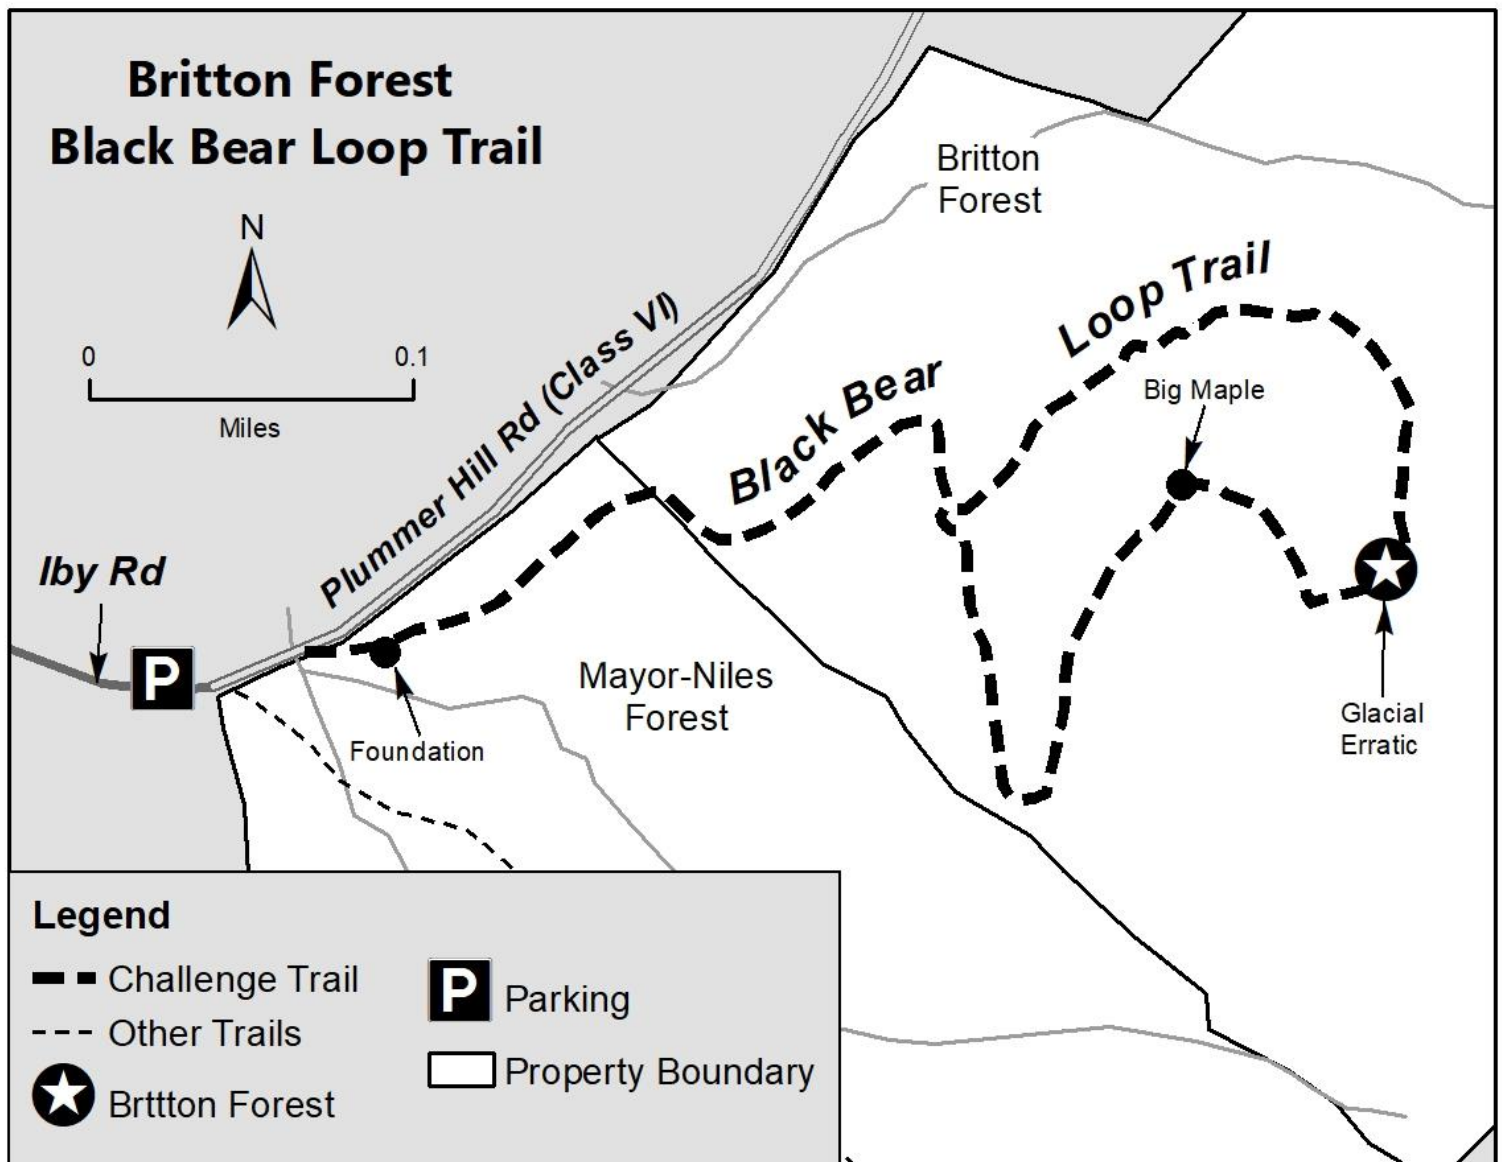 Britton Forest
Black Bear Loop Trail
N
0 0.1
Miles
Britton
Forest
Loop Trail
Black Bear
Big Maple
Plummer Hill Rd (Class VI)
Iby Rd
P
Foundation
Mayor-Niles
Forest
Glacial
Erratic
Legend
Challenge Trail
Other Trails
Brttton Forest
P Parking
Property Boundary